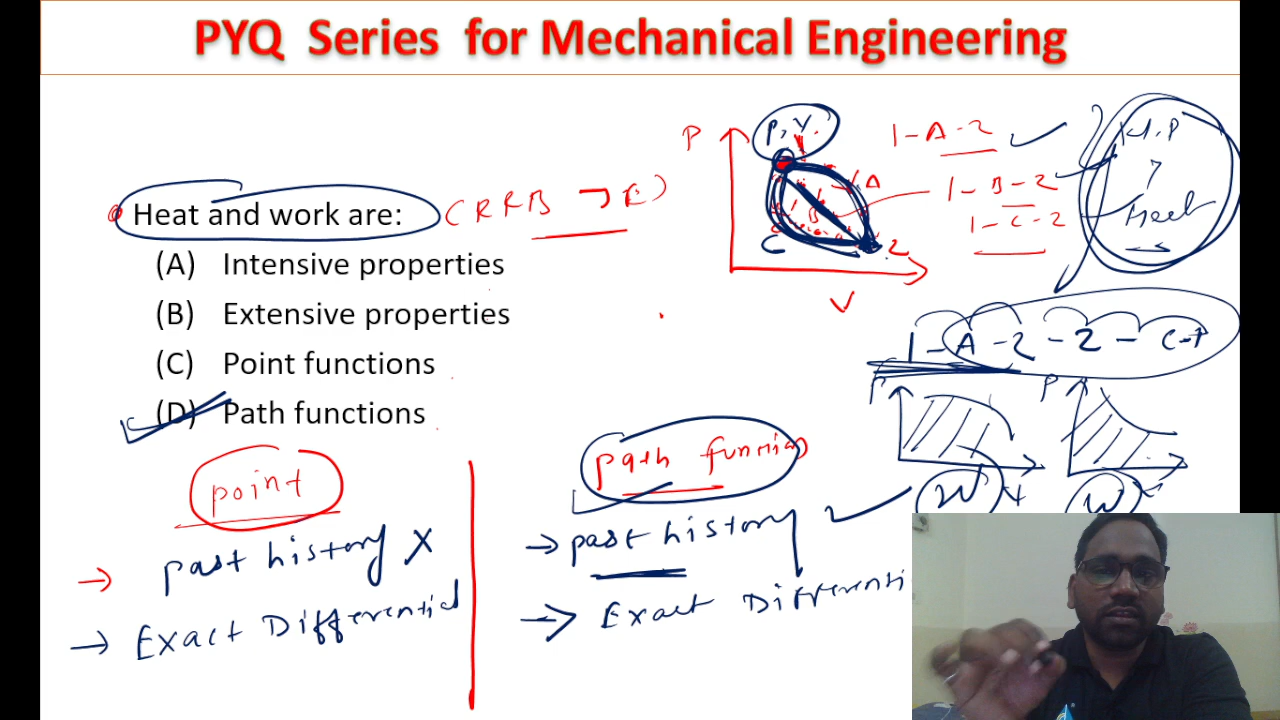 PYQ Series for Mechanical Engineering
Heat and work are: (RRB JE)
(A) Intensive properties
(B) Extensive properties
(C) Point functions
(D) Path functions
P
P, V.
A
B
C
2
V
1-A-2
1-B-2
1-C-2
1-A-2-2-
P
P
W
W
point
→ past history X
→ Exact Differential
path function
→ past history ✓
→ Exact Differenti